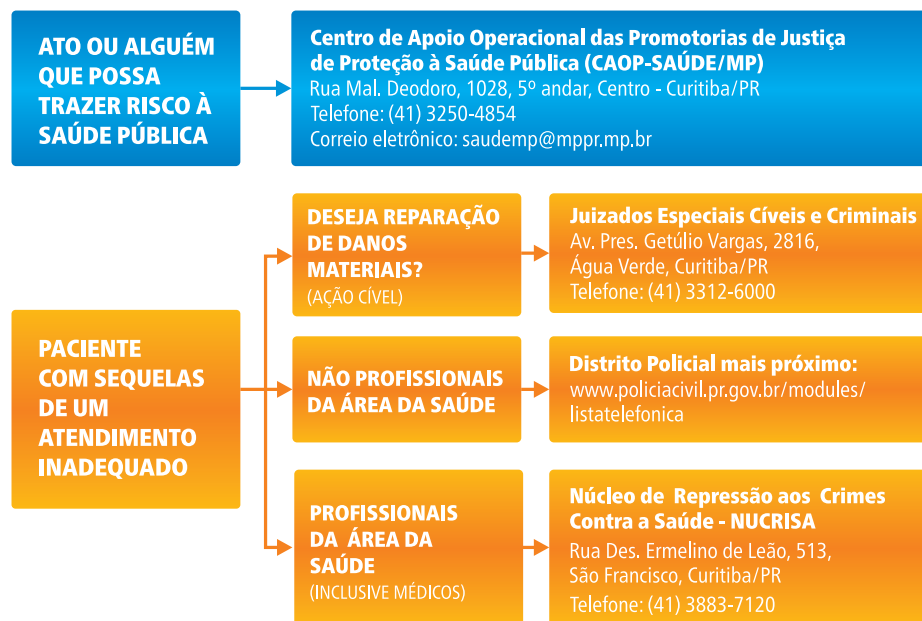 ATO OU ALGUÉM
QUE POSSA
TRAZER RISCO À
SAÚDE PÚBLICA
Centro de Apoio Operacional das Promotorias de Justiça
de Proteção à Saúde Pública (CAOP-SAÚDE/MP)
Rua Mal. Deodoro, 1028, 5º andar, Centro - Curitiba/PR
Telefone: (41) 3250-4854
Correio eletrônico: saudemp@mppr.mp.br
PACIENTE
COM SEQUELAS
DE UM
ATENDIMENTO
INADEQUADO
DESEJA REPARAÇÃO
DE DANOS
MATERIAIS?
(AÇÃO CÍVEL)
Juizados Especiais Cíveis e Criminais
Av. Pres. Getúlio Vargas, 2816,
Água Verde, Curitiba/PR
Telefone: (41) 3312-6000
NÃO PROFISSIONAIS
DA ÁREA DA SAÚDE
Distrito Policial mais próximo:
www.policiacivil.pr.gov.br/modules/
listatelefonica
PROFISSIONAIS
DA ÁREA DA
SAÚDE
(INCLUSIVE MÉDICOS)
Núcleo de Repressão aos Crimes
Contra a Saúde - NUCRISA
Rua Des. Ermelino de Leão, 513,
São Francisco, Curitiba/PR
Telefone: (41) 3883-7120